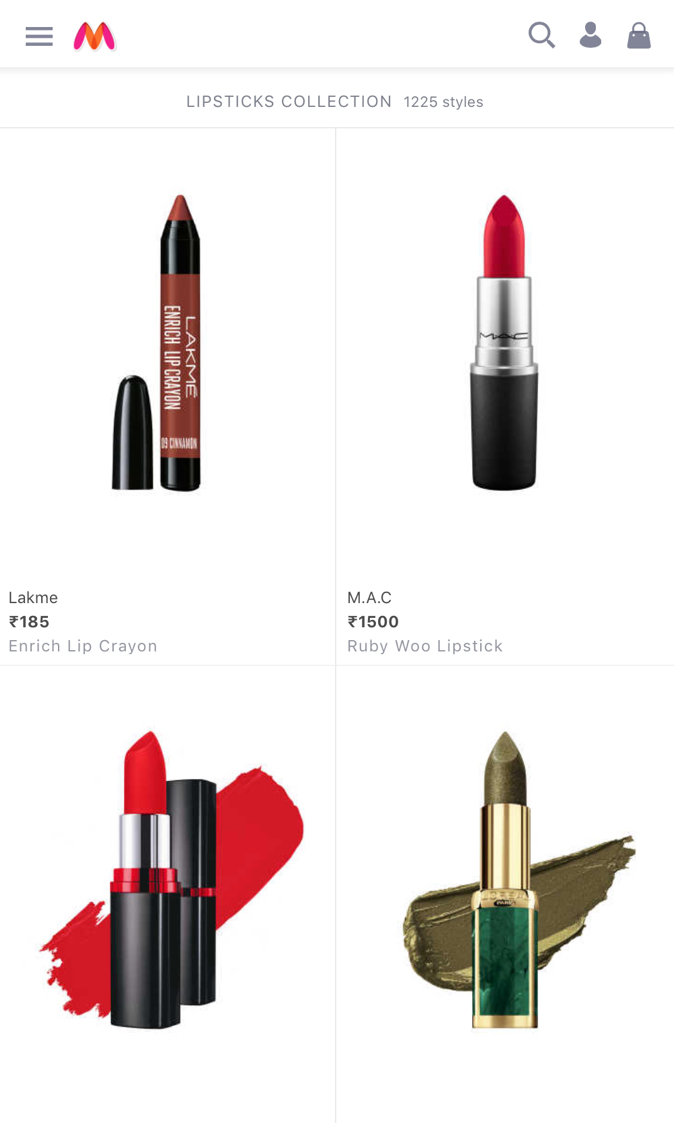 LIPSTICKS COLLECTION 1225 styles
LAKMÉ
ENRICH LIP CRAYON
09 CINNAMON
MAC
Lakme
₹185
Enrich Lip Crayon
M.A.C
₹1500
Ruby Woo Lipstick